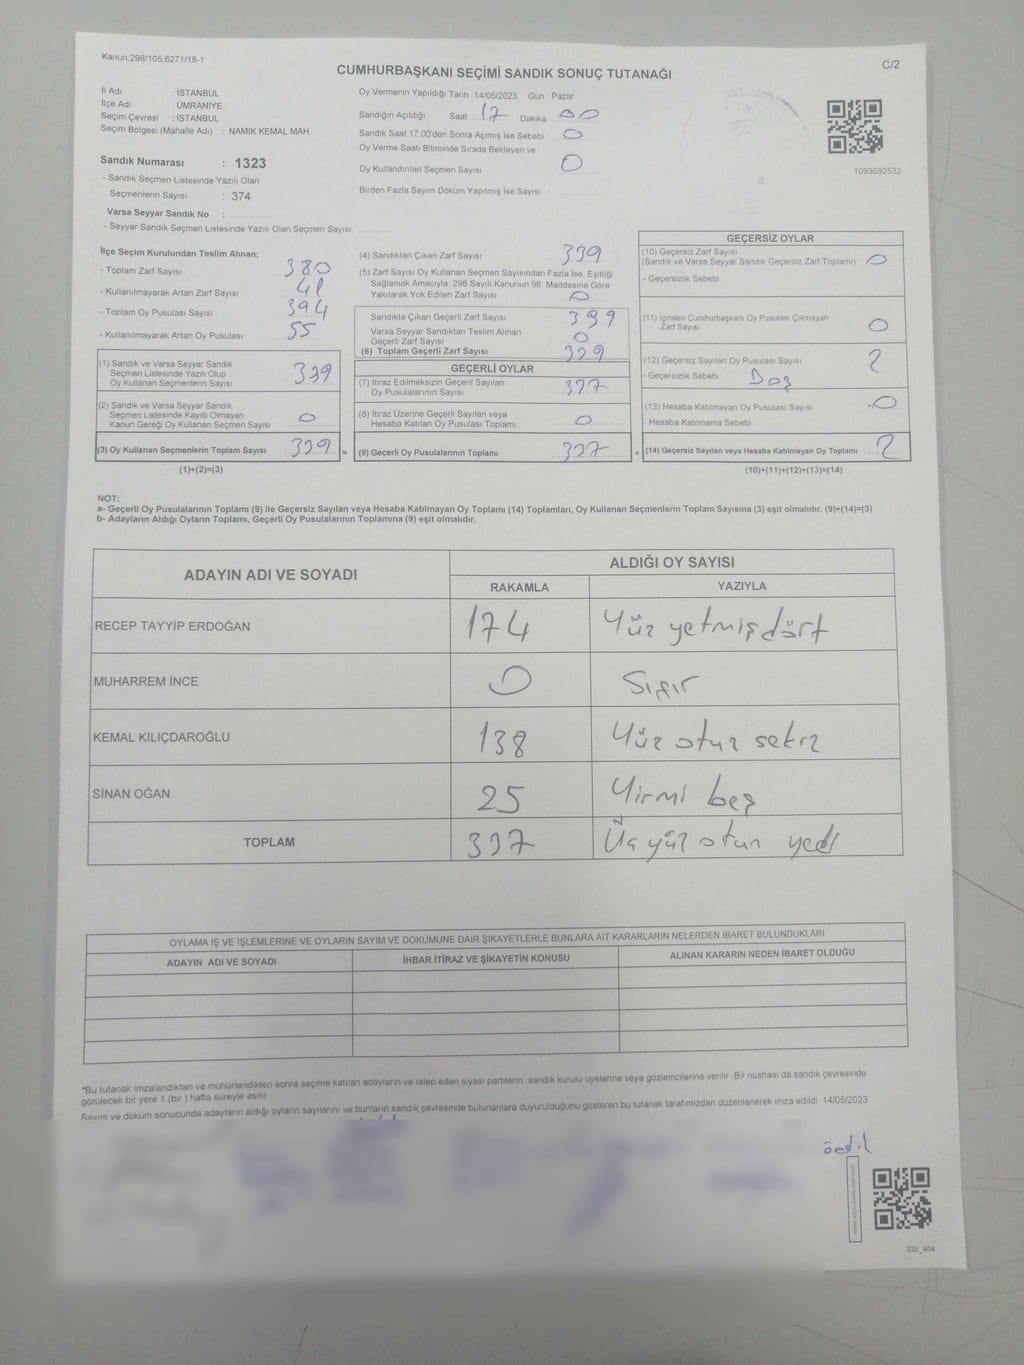 Kanun:298/105;6271/18-1
C/2
CUMHURBAŞKANI SEÇİMİ SANDIK SONUÇ TUTANAĞI
İl Adı : İSTANBUL
İlçe Adı : ÜMRANİYE
Seçim Çevresi : İSTANBUL
Seçim Bölgesi (Mahalle Adı) : NAMIK KEMAL MAH.
Sandık Numarası : 1323
- Sandık Seçmen Listesinde Yazılı Olan
Seçmenlerin Sayısı : 374
Varsa Seyyar Sandık No :
- Seyyar Sandık Seçmen Listesinde Yazılı Olan Seçmen Sayısı:
Oy Vermenin Yapıldığı Tarih :14/05/2023 Gün : Pazar
Sandığın Açıldığı Saat 17 Dakika 00
Sandık Saat 17:00'den Sonra Açımış İse Sebebi 0
Oy Verme Saati Bitiminde Sırada Bekleyen ve
Oy Kullandırılan Seçmen Sayısı 0
Birden Fazla Sayım Döküm Yapılmış İse Sayısı
1093692532
İlçe Seçim Kurulundan Teslim Alınan;
- Toplam Zarf Sayısı 380
- Kullanılmayarak Artan Zarf Sayısı 41
- Toplam Oy Pusulası Sayısı 394
- Kullanılmayarak Artan Oy Pusulası 55
(1) Sandık ve Varsa Seyyar Sandık
Seçmen Listesinde Yazılı Olup
Oy Kullanan Seçmenlerin Sayısı 339
(2) Sandık ve Varsa Seyyar Sandık
Seçmen Listesinde Kayıtlı Olmayan
Kanun Gereği Oy Kullanan Seçmen Sayısı 0
(3) Oy Kullanan Seçmenlerin Toplam Sayısı 339 =
(1)+(2)=(3)
(4) Sandıktan Çıkan Zarf Sayısı 339
(5) Zarf Sayısı Oy Kullanan Seçmen Sayısından Fazla İse, Eşitliği
Sağlamak Amacıyla, 298 Sayılı Kanunun 98. Maddesine Göre
Yakılarak Yok Edilen Zarf Sayısı 0
Sandıkta Çıkan Geçerli Zarf Sayısı 339
Varsa Seyyar Sandıktan Teslim Alınan
Geçerli Zarf Sayısı 0
(6) Toplam Geçerli Zarf Sayısı 339
GEÇERLİ OYLAR
(7) İtiraz Edilmeksizin Geçerli Sayılan
Oy Pusulalarının Sayısı 337
(8) İtiraz Üzerine Geçerli Sayılan veya
Hesaba Katılan Oy Pusulası Toplamı 0
(9) Geçerli Oy Pusulalarının Toplamı 337 +
GEÇERSİZ OYLAR
(10) Geçersiz Zarf Sayısı
(Sandık ve Varsa Seyyar Sandık Geçersiz Zarf Toplamı) 0
- Geçersizlik Sebebi
(11) İçinden Cumhurbaşkanı Oy Pusulası Çıkmayan
Zarf Sayısı 0
(12) Geçersiz Sayılan Oy Pusulası Sayısı 2
- Geçersizlik Sebebi Boş
(13) Hesaba Katılmayan Oy Pusulası Sayısı 0
- Hesaba Katılmama Sebebi
(14) Geçersiz Sayılan veya Hesaba Katılmayan Oy Toplamı 2
(10)+(11)+(12)+(13)=(14)
NOT:
a- Geçerli Oy Pusulalarının Toplamı (9) ile Geçersiz Sayılan veya Hesaba Katılmayan Oy Toplamı (14) Toplamları, Oy Kullanan Seçmenlerin Toplam Sayısına (3) eşit olmalıdır. (9)+(14)=(3)
b- Adayların Aldığı Oyların Toplamı, Geçerli Oy Pusulalarının Toplamına (9) eşit olmalıdır.
ADAYIN ADI VE SOYADI
ALDIĞI OY SAYISI
RAKAMLA YAZIYLA
RECEP TAYYİP ERDOĞAN 174 Yüz yetmiş dört
MUHARREM İNCE 0 Sıfır
KEMAL KILIÇDAROĞLU 138 Yüz otuz sekiz
SİNAN OĞAN 25 Yirmi beş
TOPLAM 337 Üç yüz otuz yedi
OYLAMA İŞ VE İŞLEMLERİNE VE OYLARIN SAYIM VE DÖKÜMÜNE DAİR ŞİKAYETLERLE BUNLARA AİT KARARLARIN NELERDEN İBARET BULUNDUKLARI
ADAYIN ADI VE SOYADI İHBAR İTİRAZ VE ŞİKAYETİN KONUSU ALINAN KARARIN NEDEN İBARET OLDUĞU
*Bu tutanak imzalandıktan ve mühürlendikten sonra seçime katılan adayların ve talep eden siyasi partilerin sandık kurulu üyelerine veya gözlemcilerine verilir. Bir nüshası da sandık çevresinde
görülecek bir yere 1 (bir) hafta süreyle asılır.
Sayım ve döküm sonucunda adayların aldığı oyların sayılarını ve bunların sandık çevresinde bulunanlara duyurulduğunu gösteren bu tutanak tarafımızdan düzenlenerek imza edildi. 14/05/2023
SSI_404